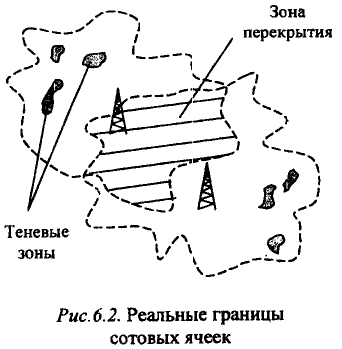 Зона
перекрытия
Теневые
зоны
Рис.6.2. Реальные границы
сотовых ячеек